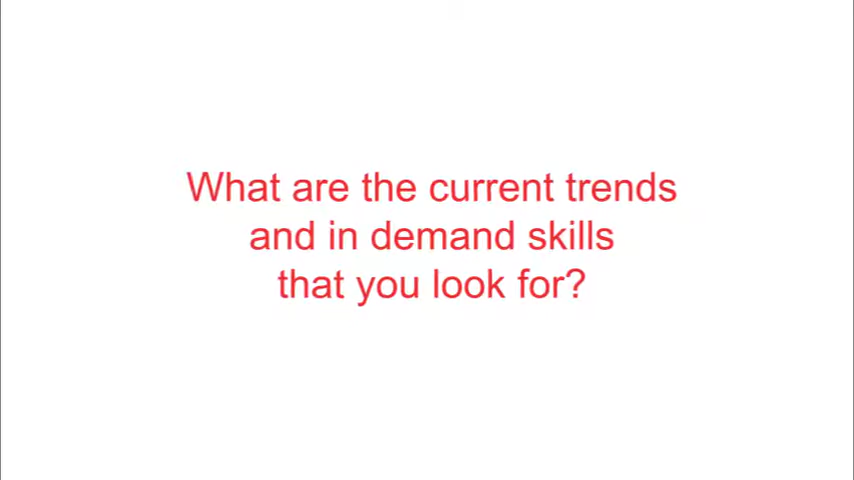 What are the current trends
and in demand skills
that you look for?